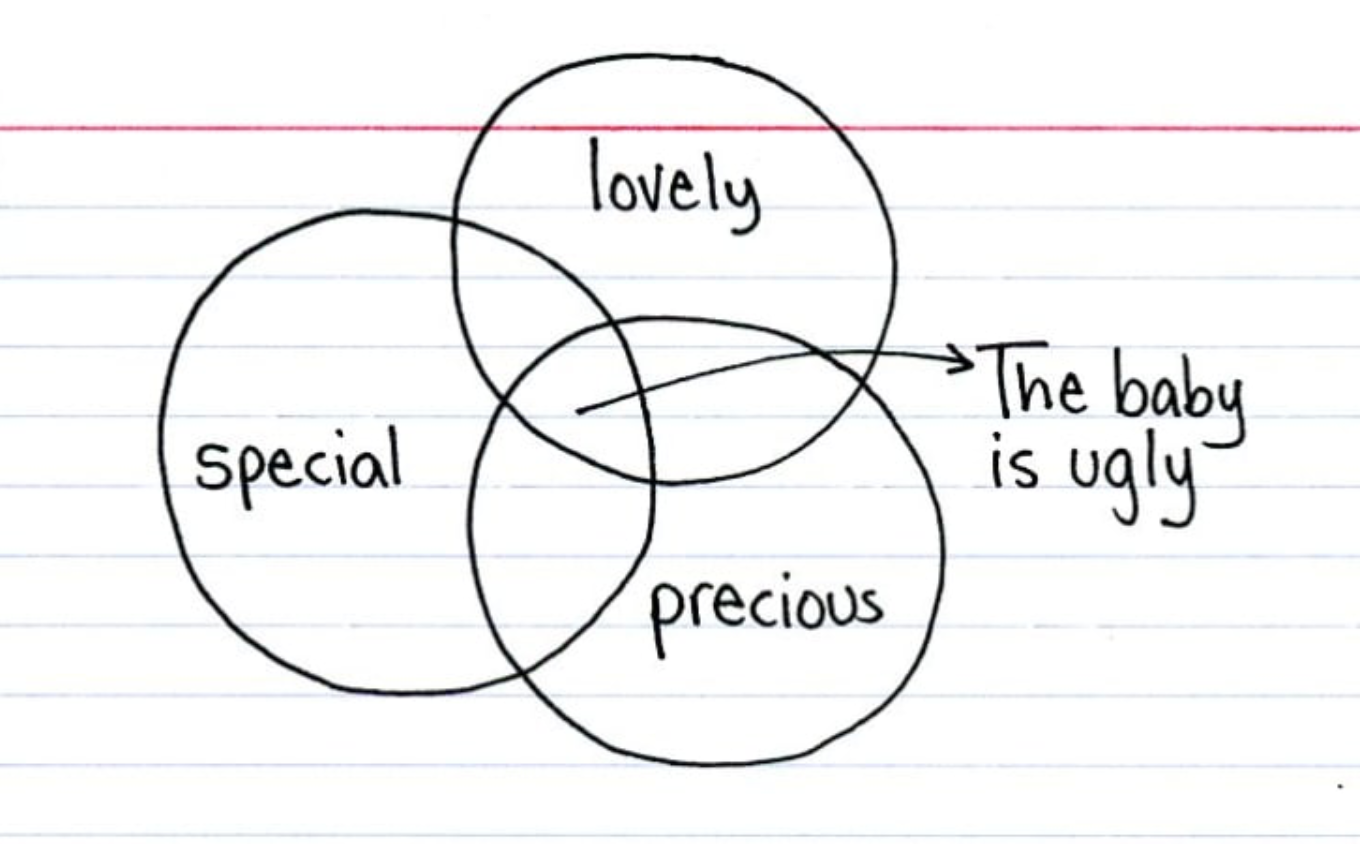 lovely
special
The baby
is ugly
precious